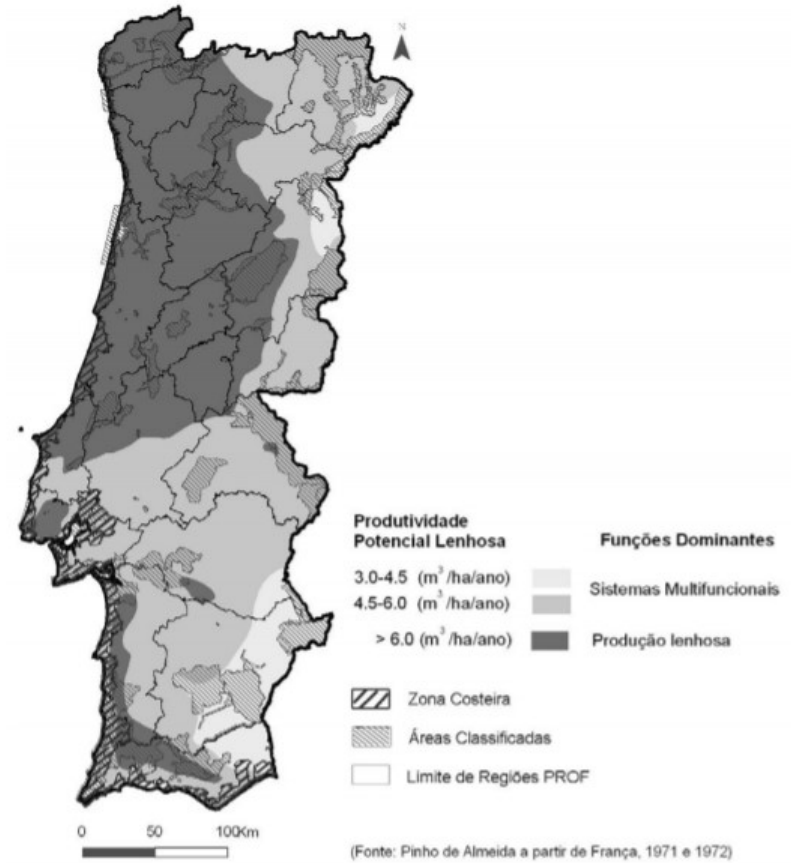 N
Produtividade
Potencial Lenhosa
Funções Dominantes
3.0-4.5 (m³/ha/ano)
4.5-6.0 (m³/ha/ano)
Sistemas Multifuncionais
> 6.0 (m³/ha/ano)
Produção lenhosa
Zona Costeira
Áreas Classificadas
Limite de Regiões PROF
0 50 100Km
(Fonte: Pinho de Almeida a partir de França, 1971 e 1972)